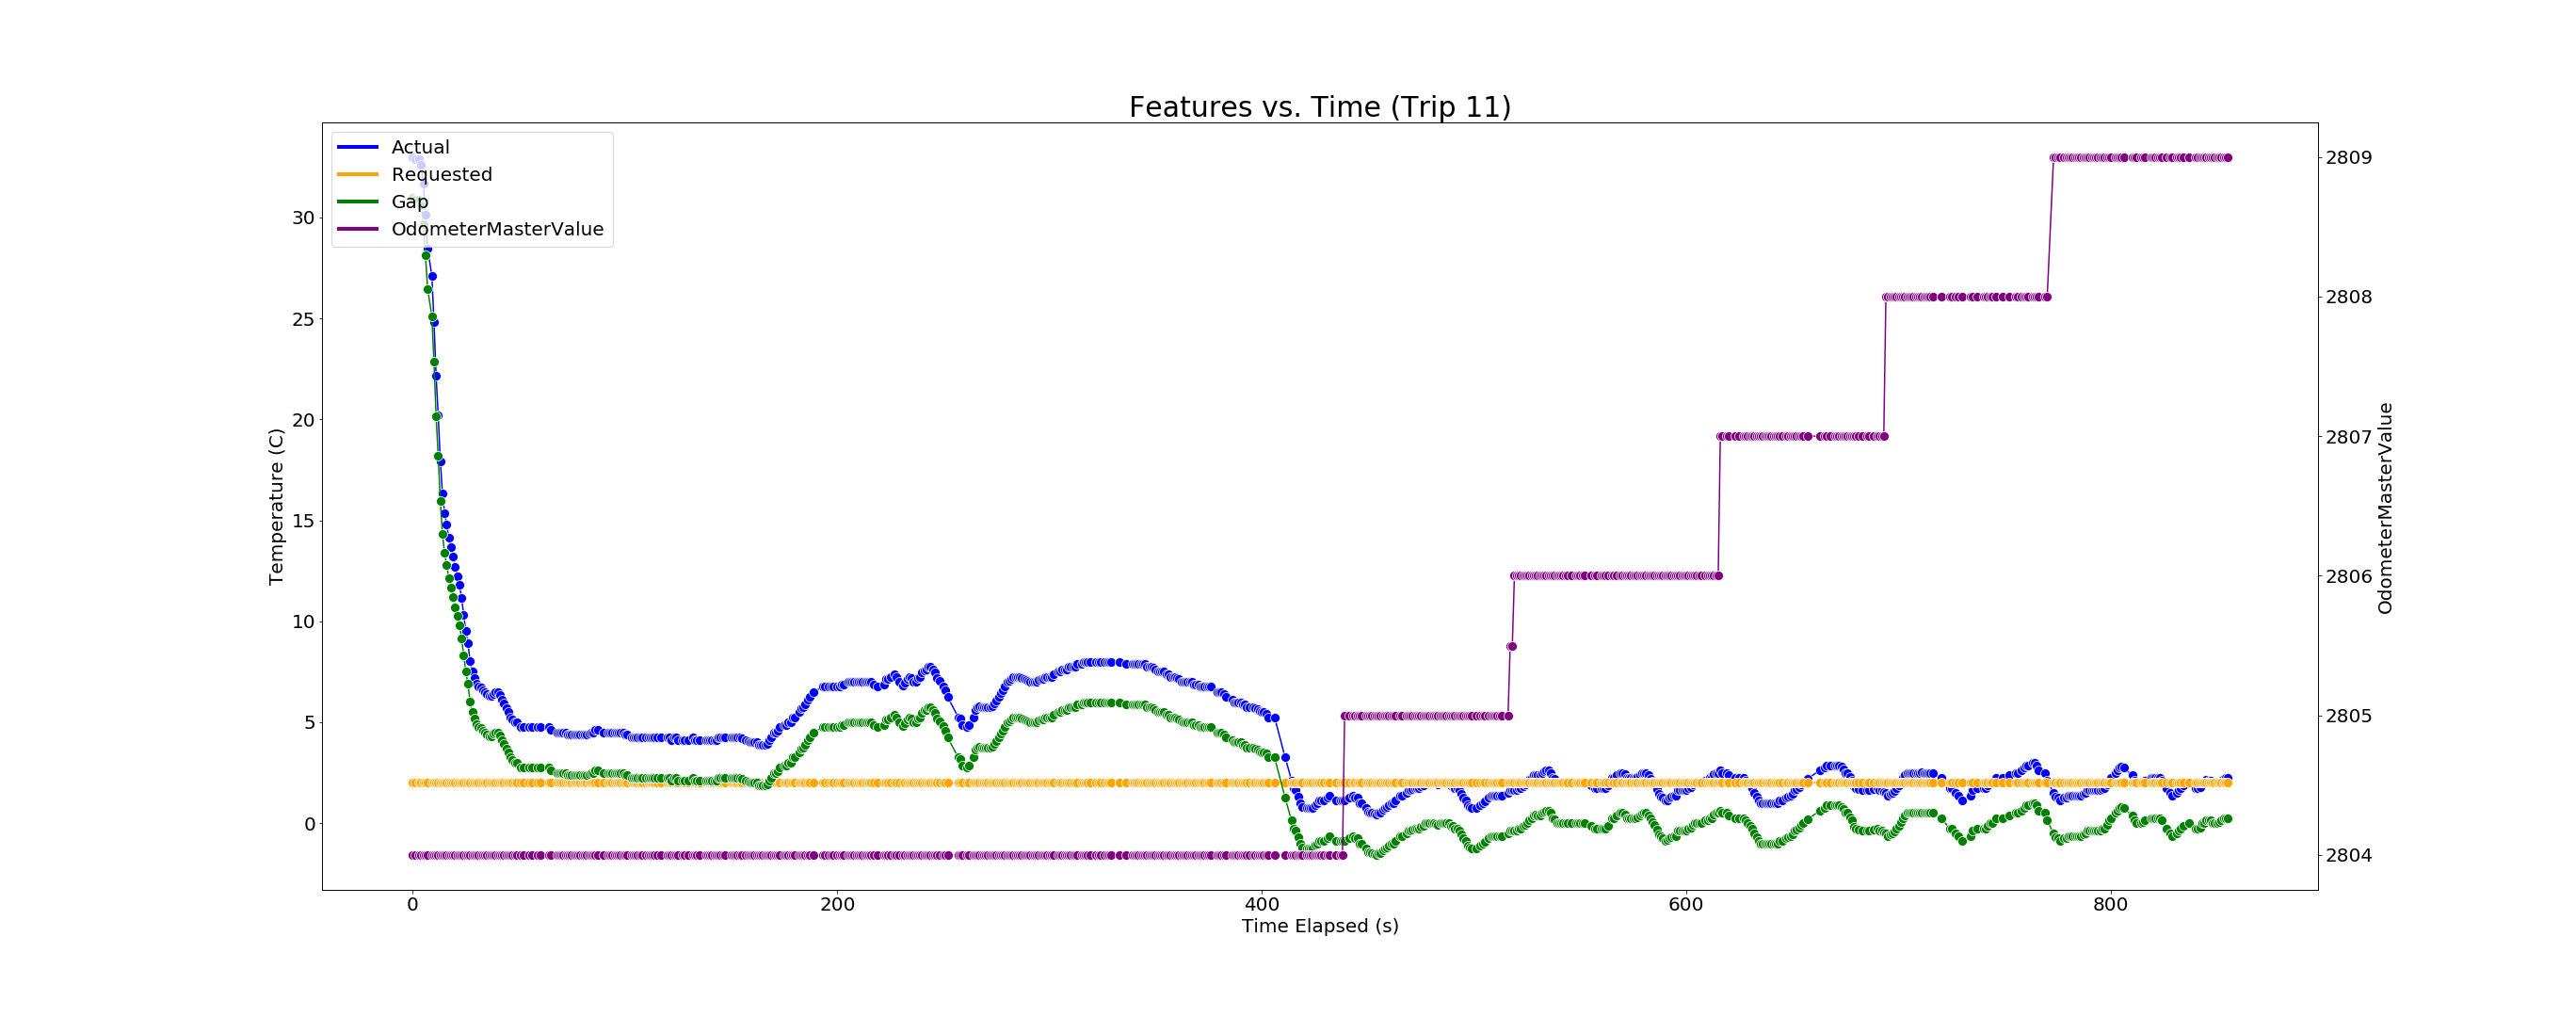 Features vs. Time (Trip 11)
Actual
Requested
Gap
OdometerMasterValue
30
25
20
15
10
5
0
Temperature (C)
2809
2808
2807
2806
2805
2804
OdometerMasterValue
0 200 400 600 800
Time Elapsed (s)